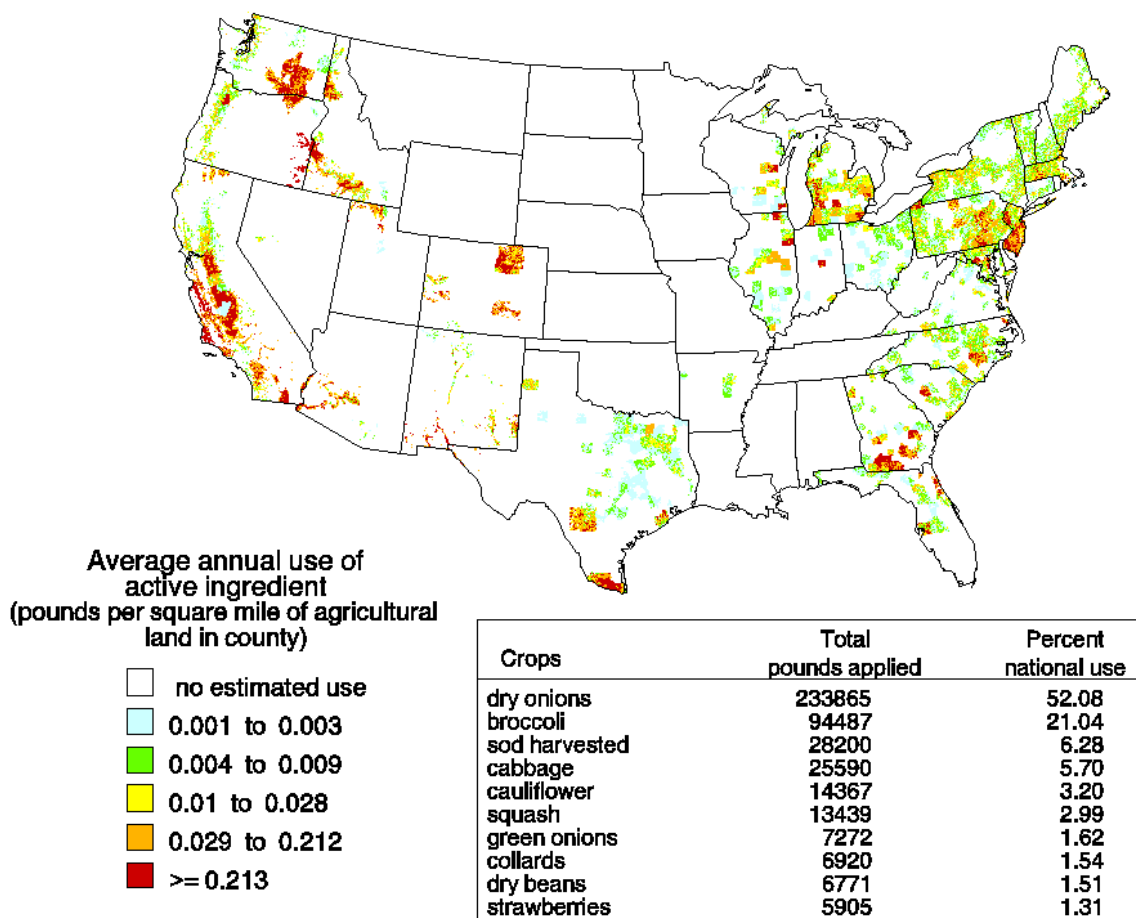 Average annual use of
active ingredient
(pounds per square mile of agricultural
land in county)
no estimated use
0.001 to 0.003
0.004 to 0.009
0.01 to 0.028
0.029 to 0.212
>= 0.213
Crops Total pounds applied Percent national use
dry onions 233865 52.08
broccoli 94487 21.04
sod harvested 28200 6.28
cabbage 25590 5.70
cauliflower 14367 3.20
squash 13439 2.99
green onions 7272 1.62
collards 6920 1.54
dry beans 6771 1.51
strawberries 5905 1.31